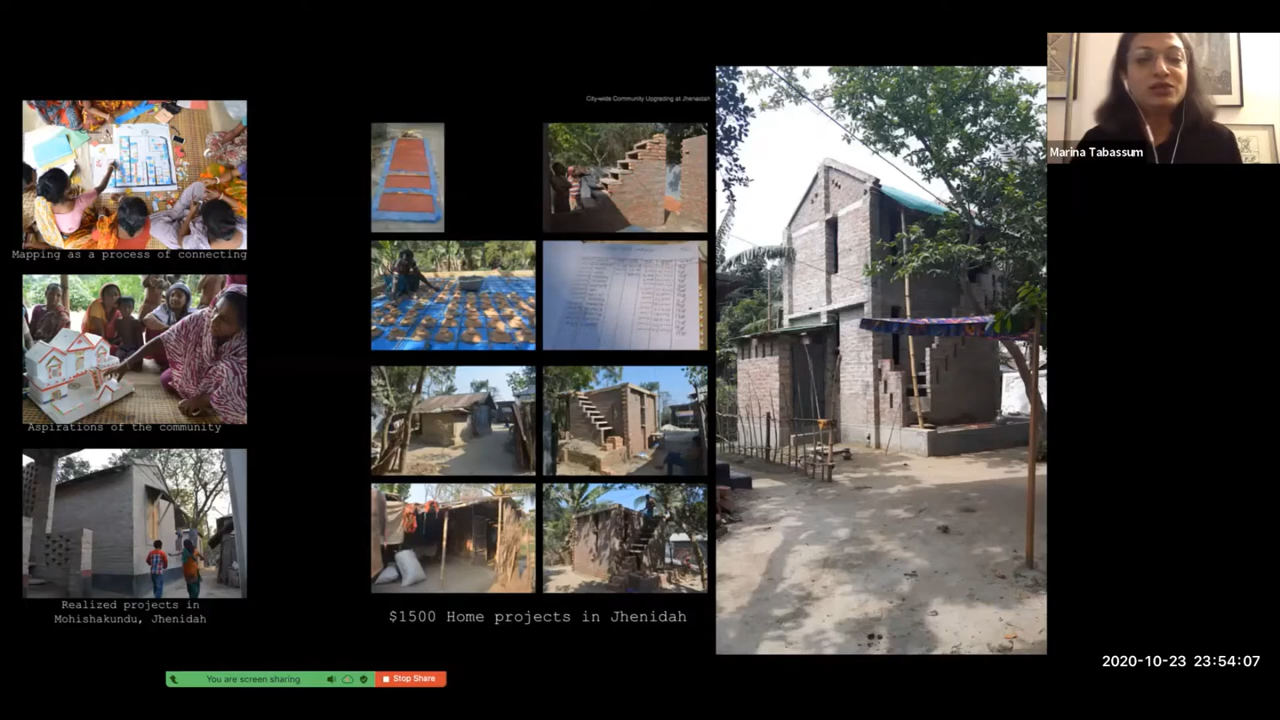 City-wide Community Upgrading at Jhenaidah
Marina Tabassum
Mapping as a process of connecting
Aspirations of the community
Realized projects in
Mohishakundu, Jhenidah
$1500 Home projects in Jhenidah
2020-10-23 23:54:07
You are screen sharing
Stop Share